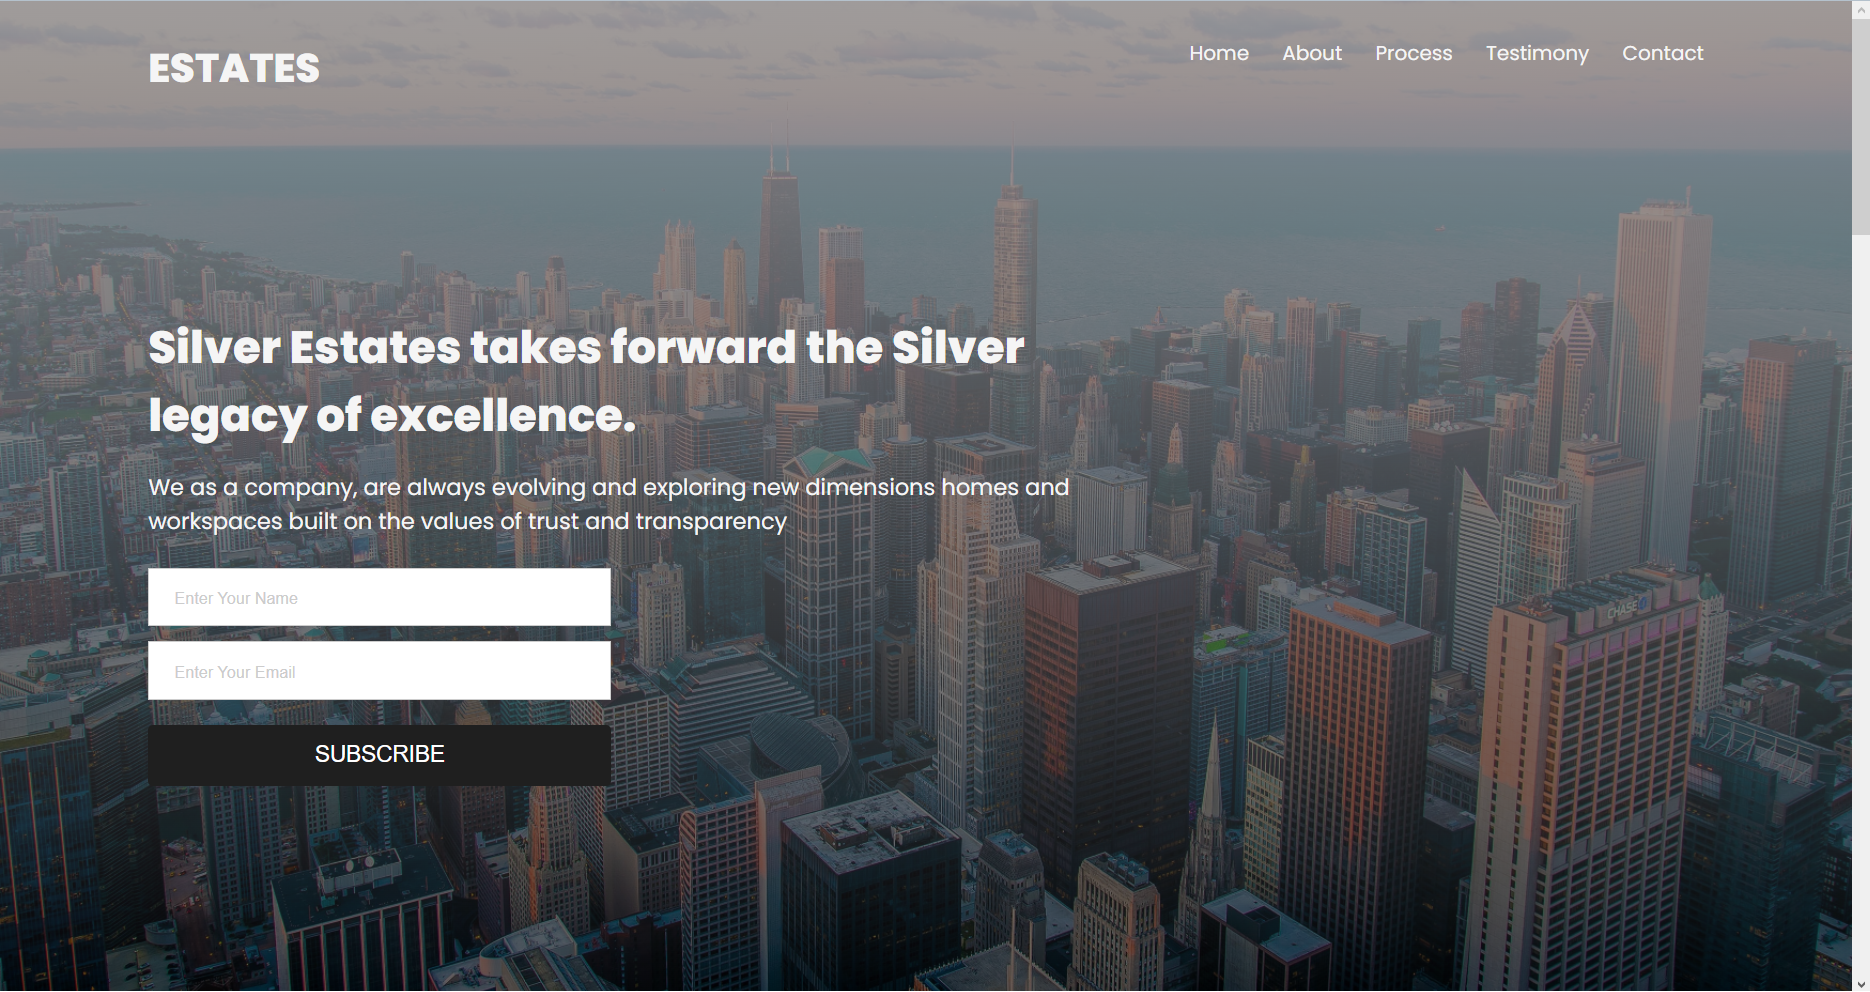 ESTATES
Home About Process Testimony Contact
Silver Estates takes forward the Silver
legacy of excellence.
We as a company, are always evolving and exploring new dimensions homes and
workspaces built on the values of trust and transparency
Enter Your Name
Enter Your Email
SUBSCRIBE
CHASE